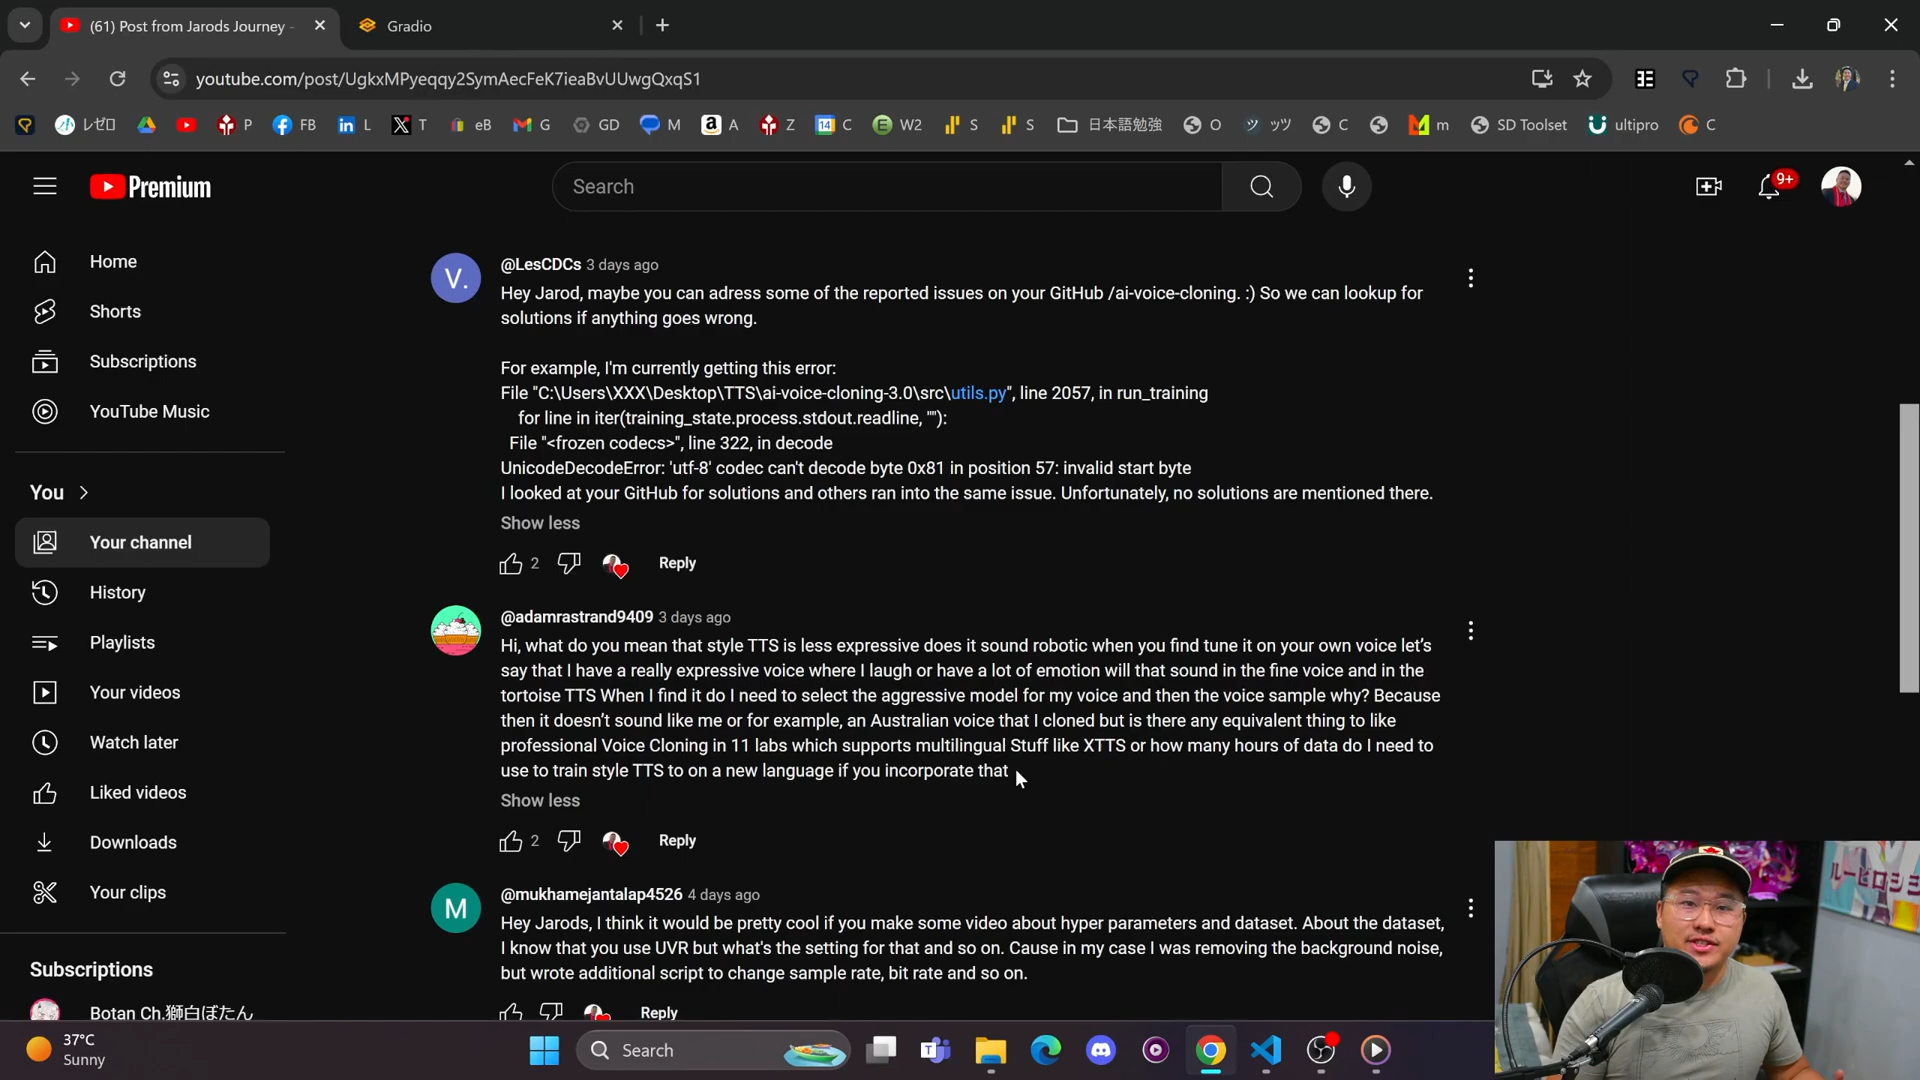 (61) Post from Jarods Journey -
Gradio
youtube.com/post/UgkxMPyeqqy2SymAecFeK7ieaBvUUwgQxqS1
レゼロ P FB L T eB G GD M A Z C W2 S S 日本語勉強 O ッツ C m SD Toolset ultipro C
Premium
Search
9+
Home
Shorts
Subscriptions
YouTube Music
You
Your channel
History
Playlists
Your videos
Watch later
Liked videos
Downloads
Your clips
Subscriptions
Botan Ch.獅白ぼたん
V.
@LesCDCs 3 days ago
Hey Jarod, maybe you can adress some of the reported issues on your GitHub /ai-voice-cloning. :) So we can lookup for
solutions if anything goes wrong.
For example, I'm currently getting this error:
File "C:\Users\XXX\Desktop\TTS\ai-voice-cloning-3.0\src\utils.py", line 2057, in run_training
for line in iter(training_state.process.stdout.readline, ""):
File "<frozen codecs>", line 322, in decode
UnicodeDecodeError: 'utf-8' codec can't decode byte 0x81 in position 57: invalid start byte
I looked at your GitHub for solutions and others ran into the same issue. Unfortunately, no solutions are mentioned there.
Show less
2 Reply
@adamrastrand9409 3 days ago
Hi, what do you mean that style TTS is less expressive does it sound robotic when you find tune it on your own voice let's
say that I have a really expressive voice where I laugh or have a lot of emotion will that sound in the fine voice and in the
tortoise TTS When I find it do I need to select the aggressive model for my voice and then the voice sample why? Because
then it doesn't sound like me or for example, an Australian voice that I cloned but is there any equivalent thing to like
professional Voice Cloning in 11 labs which supports multilingual Stuff like XTTS or how many hours of data do I need to
use to train style TTS to on a new language if you incorporate that
Show less
2 Reply
M
@mukhamejantalap4526 4 days ago
Hey Jarods, I think it would be pretty cool if you make some video about hyper parameters and dataset. About the dataset,
I know that you use UVR but what's the setting for that and so on. Cause in my case I was removing the background noise,
but wrote additional script to change sample rate, bit rate and so on.
Reply
37°C
Sunny
Search